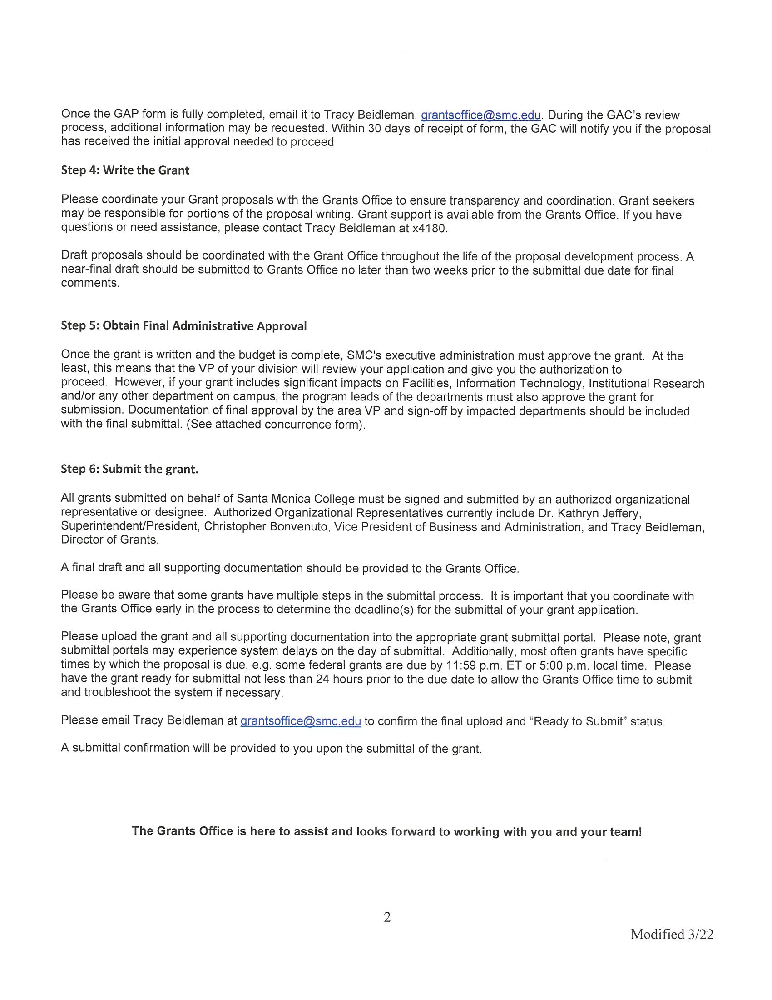 Once the GAP form is fully completed, email it to Tracy Beidleman, grantsoffice@smc.edu. During the GAC's review
process, additional information may be requested. Within 30 days of receipt of form, the GAC will notify you if the proposal
has received the initial approval needed to proceed
Step 4: Write the Grant
Please coordinate your Grant proposals with the Grants Office to ensure transparency and coordination. Grant seekers
may be responsible for portions of the proposal writing. Grant support is available from the Grants Office. If you have
questions or need assistance, please contact Tracy Beidleman at x4180.
Draft proposals should be coordinated with the Grant Office throughout the life of the proposal development process. A
near-final draft should be submitted to Grants Office no later than two weeks prior to the submittal due date for final
comments.
Step 5: Obtain Final Administrative Approval
Once the grant is written and the budget is complete, SMC's executive administration must approve the grant.  At the
least, this means that the VP of your division will review your application and give you the authorization to
proceed.  However, if your grant includes significant impacts on Facilities, Information Technology, Institutional Research
and/or any other department on campus, the program leads of the departments must also approve the grant for
submission. Documentation of final approval by the area VP and sign-off by impacted departments should be included
with the final submittal. (See attached concurrence form).
Step 6: Submit the grant.
All grants submitted on behalf of Santa Monica College must be signed and submitted by an authorized organizational
representative or designee.  Authorized Organizational Representatives currently include Dr. Kathryn Jeffery,
Superintendent/President, Christopher Bonvenuto, Vice President of Business and Administration, and Tracy Beidleman,
Director of Grants.
A final draft and all supporting documentation should be provided to the Grants Office.
Please be aware that some grants have multiple steps in the submittal process.  It is important that you coordinate with
the Grants Office early in the process to determine the deadline(s) for the submittal of your grant application.
Please upload the grant and all supporting documentation into the appropriate grant submittal portal.  Please note, grant
submittal portals may experience system delays on the day of submittal.  Additionally, most often grants have specific
times by which the proposal is due, e.g. some federal grants are due by 11:59 p.m. ET or 5:00 p.m. local time.  Please
have the grant ready for submittal not less than 24 hours prior to the due date to allow the Grants Office time to submit
and troubleshoot the system if necessary.
Please email Tracy Beidleman at grantsoffice@smc.edu to confirm the final upload and “Ready to Submit” status.
A submittal confirmation will be provided to you upon the submittal of the grant.
The Grants Office is here to assist and looks forward to working with you and your team!
2
Modified 3/22